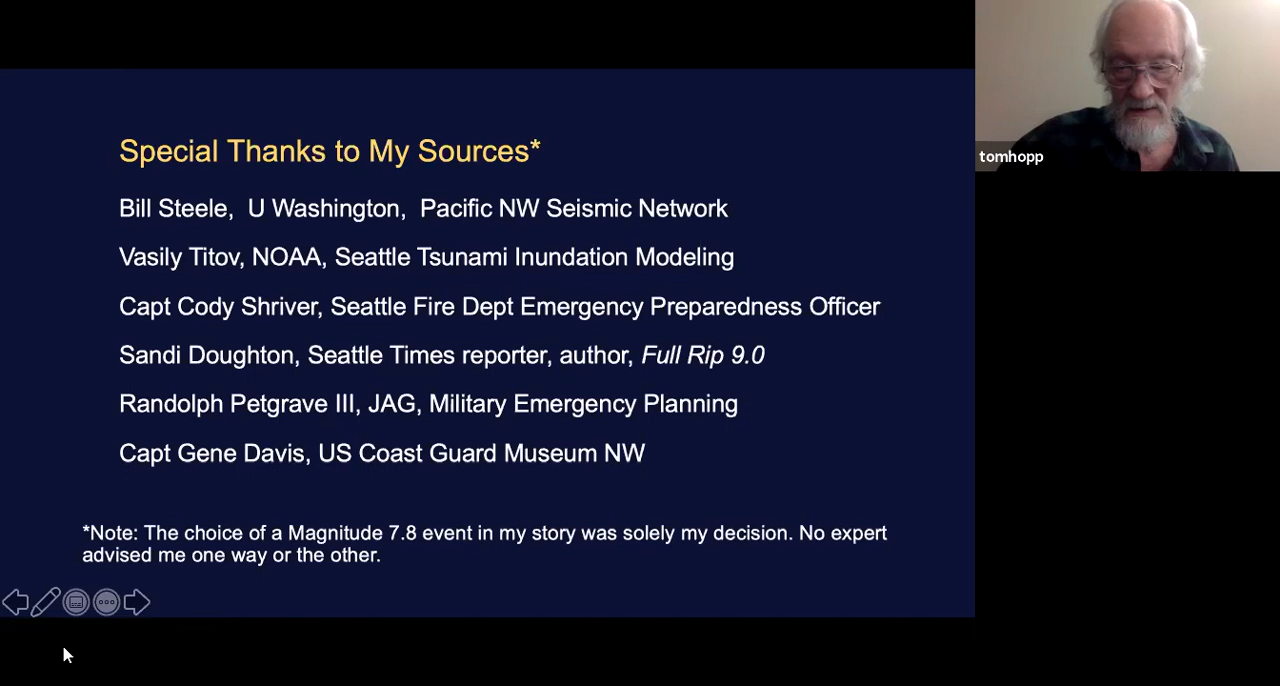 Special Thanks to My Sources*
Bill Steele, U Washington, Pacific NW Seismic Network
Vasily Titov, NOAA, Seattle Tsunami Inundation Modeling
Capt Cody Shriver, Seattle Fire Dept Emergency Preparedness Officer
Sandi Doughton, Seattle Times reporter, author, Full Rip 9.0
Randolph Petgrave III, JAG, Military Emergency Planning
Capt Gene Davis, US Coast Guard Museum NW
*Note: The choice of a Magnitude 7.8 event in my story was solely my decision. No expert
advised me one way or the other.
tomhopp